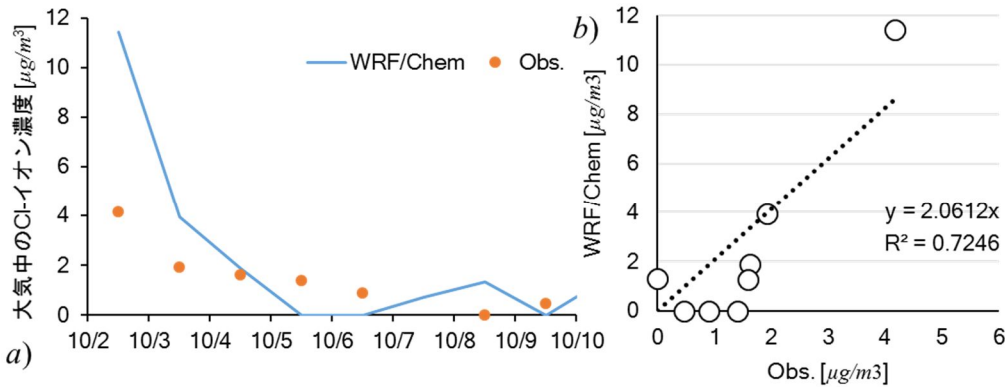 大気中のCl-イオン濃度 [µg/m³]
12
10
8
6
4
2
0
WRF/Chem
Obs.
10/2 10/3 10/4 10/5 10/6 10/7 10/8 10/9 10/10
a)
b)
WRF/Chem [µg/m3]
12
10
8
6
4
2
0
y = 2.0612x
R² = 0.7246
0 1 2 3 4 5 6
Obs. [µg/m3]